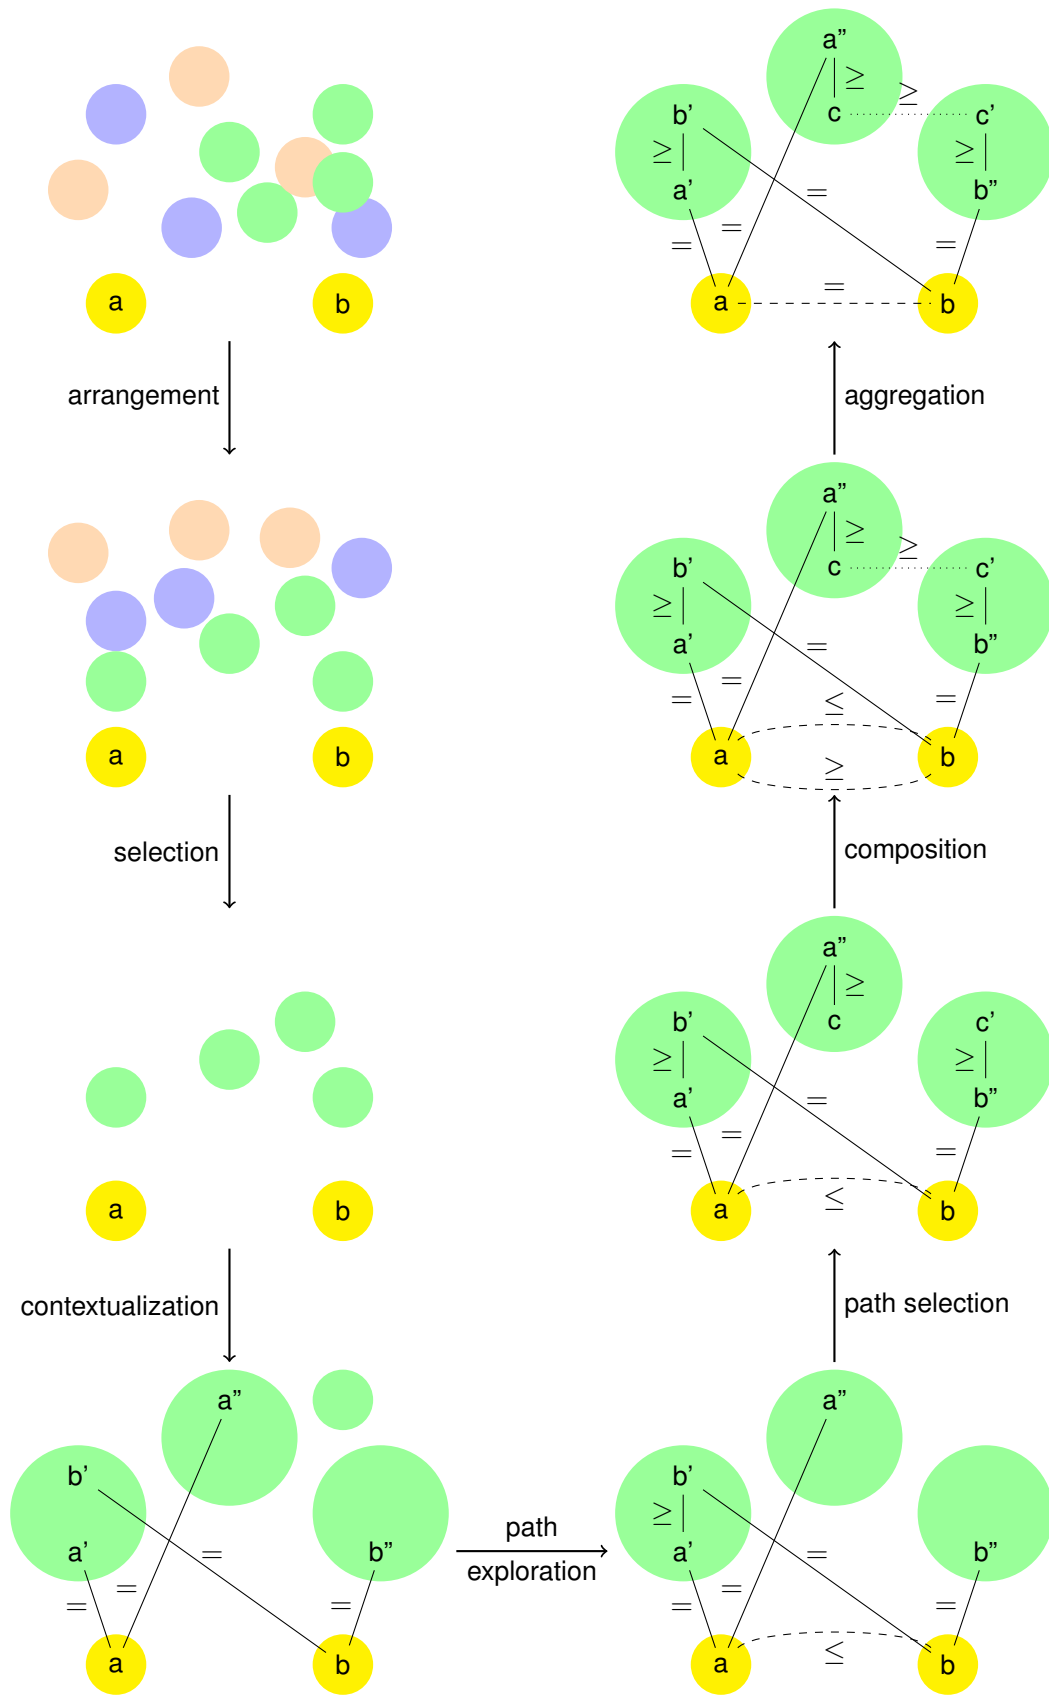 a b
arrangement
a b
selection
a b
contextualization
a”
b’
a’ b”
= = = =
a b
path
exploration
a”
b’
≥
a’ b”
= = = =
≤
a b
path selection
a”
≥
b’ c c’
≥ ≥
a’ b”
= = = =
≤
a b
composition
a”
≥
≥
b’ c c’
≥ ≥
a’ b”
= = = =
≤
a b
≥
aggregation
a”
≥
≥
b’ c c’
≥ ≥
a’ b”
= = = =
=
a b